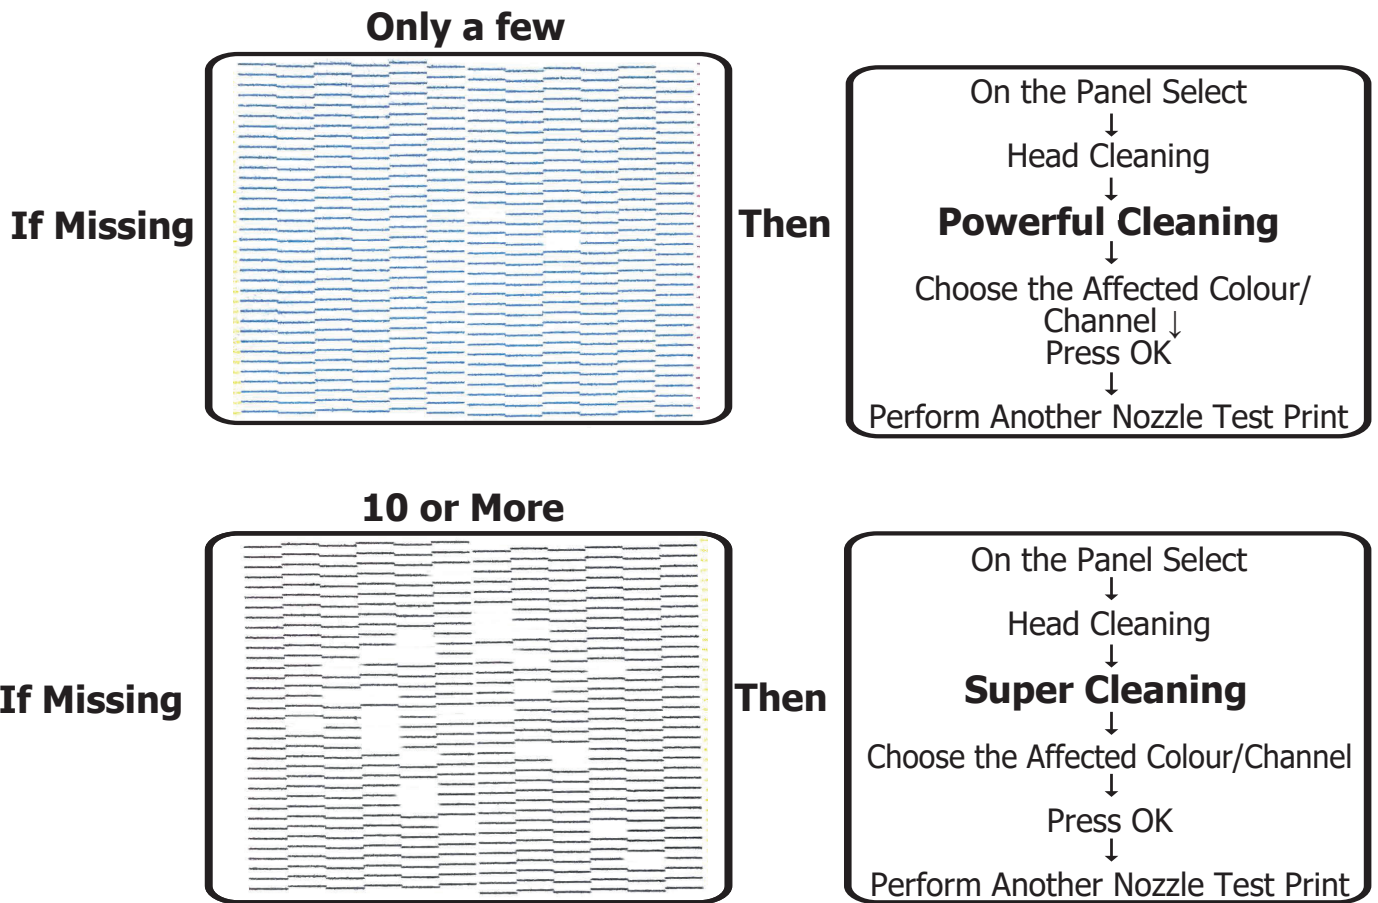 Only a few
If Missing
Then
On the Panel Select
↓
Head Cleaning
↓
Powerful Cleaning
↓
Choose the Affected Colour/
Channel ↓
Press OK
↓
Perform Another Nozzle Test Print
10 or More
If Missing
Then
On the Panel Select
↓
Head Cleaning
↓
Super Cleaning
↓
Choose the Affected Colour/Channel
↓
Press OK
↓
Perform Another Nozzle Test Print